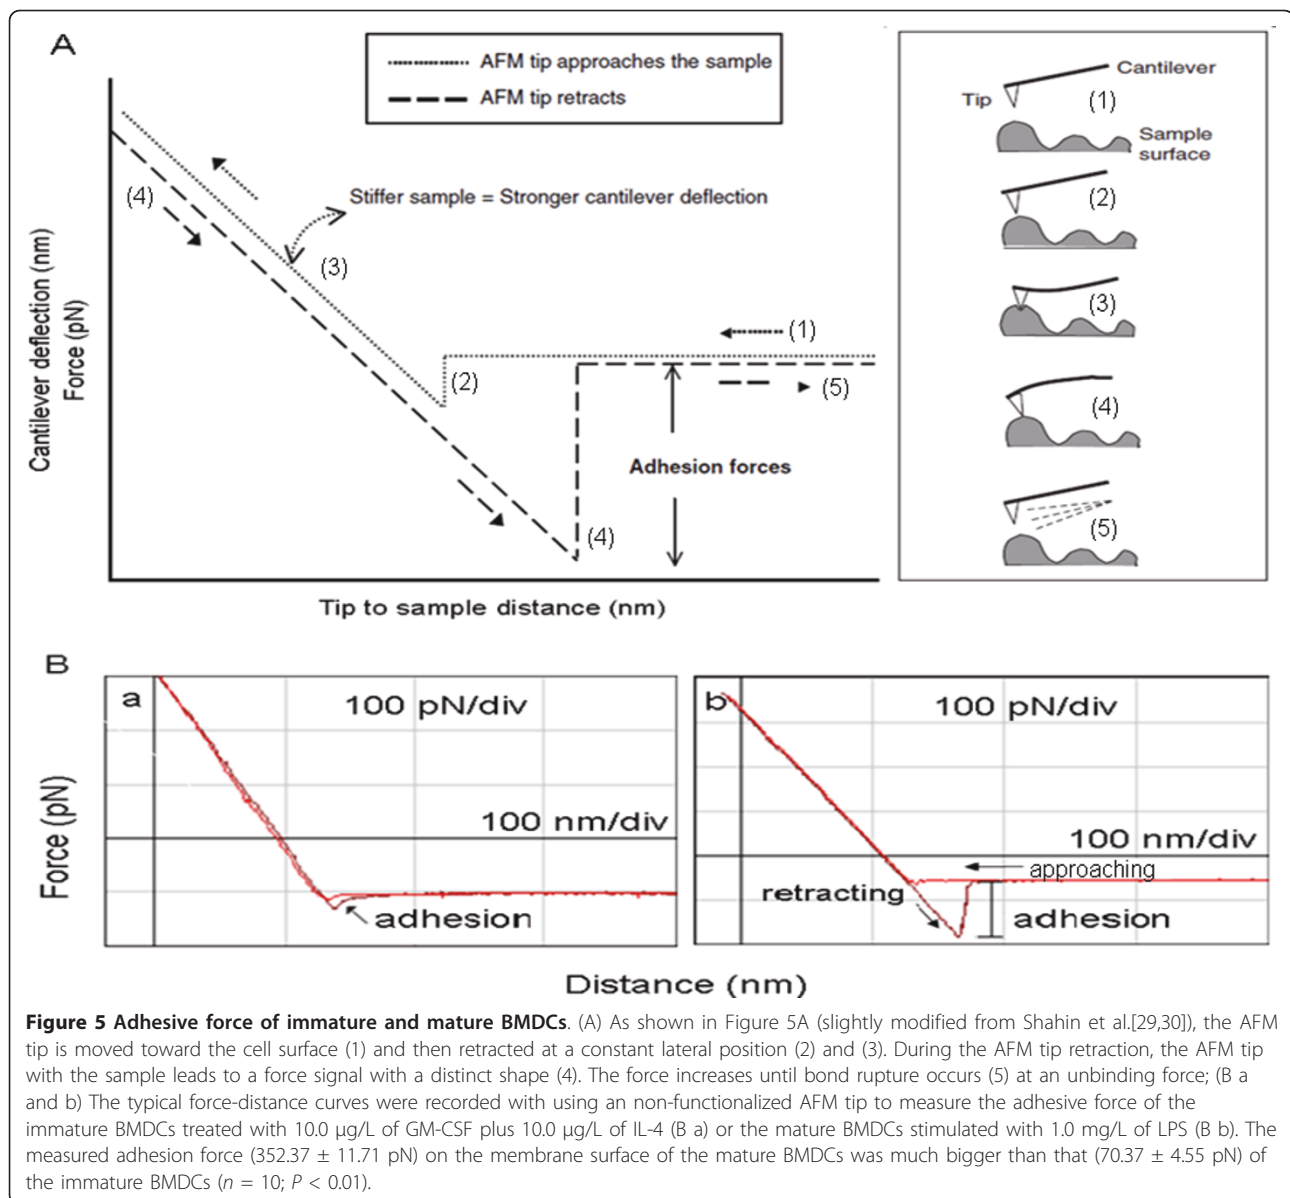 A
AFM tip approaches the sample
AFM tip retracts
Cantilever deflection (nm)
Force (pN)
(4)
Stiffer sample = Stronger cantilever deflection
(3)
(1)
(2)
(5)
Adhesion forces
(4)
Tip to sample distance (nm)
Cantilever
Tip
(1)
Sample
surface
(2)
(3)
(4)
(5)
B
Force (pN)
a
100 pN/div
100 nm/div
adhesion
b
100 pN/div
100 nm/div
approaching
retracting
adhesion
Distance (nm)
Figure 5 Adhesive force of immature and mature BMDCs. (A) As shown in Figure 5A (slightly modified from Shahin et al.[29,30]), the AFM
tip is moved toward the cell surface (1) and then retracted at a constant lateral position (2) and (3). During the AFM tip retraction, the AFM tip
with the sample leads to a force signal with a distinct shape (4). The force increases until bond rupture occurs (5) at an unbinding force; (B a
and b) The typical force-distance curves were recorded with using an non-functionalized AFM tip to measure the adhesive force of the
immature BMDCs treated with 10.0 μg/L of GM-CSF plus 10.0 μg/L of IL-4 (B a) or the mature BMDCs stimulated with 1.0 mg/L of LPS (B b). The
measured adhesion force (352.37 ± 11.71 pN) on the membrane surface of the mature BMDCs was much bigger than that (70.37 ± 4.55 pN) of
the immature BMDCs (n = 10; P < 0.01).